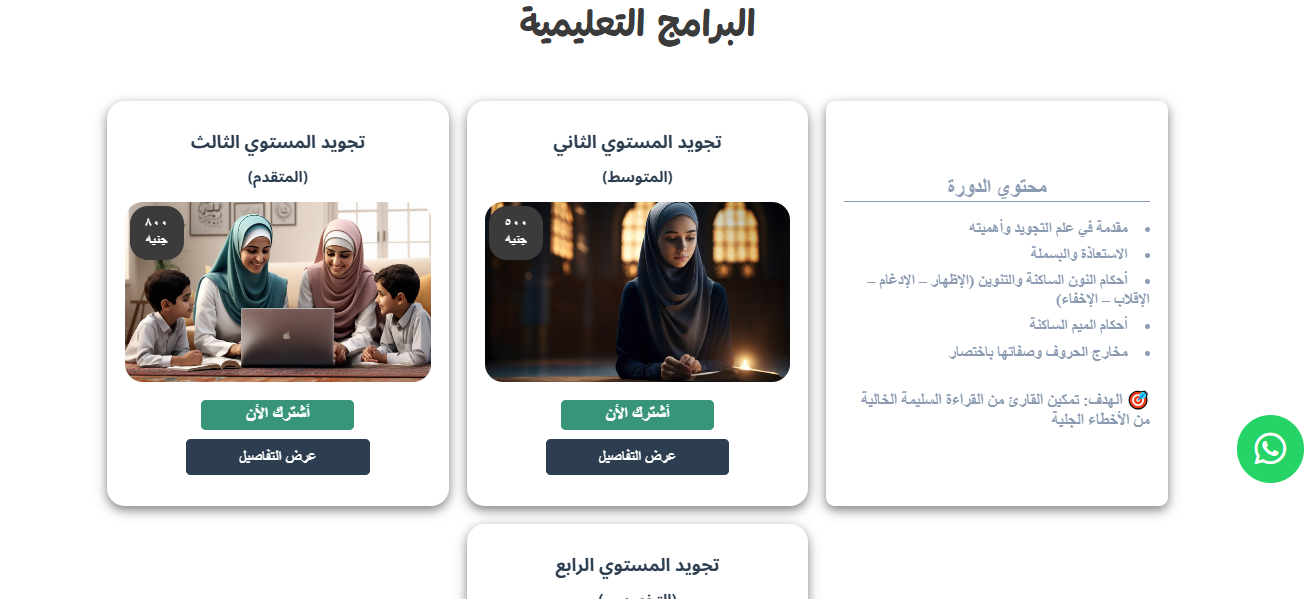 البرامج التعليمية
محتوي الدورة
مقدمة في علم التجويد وأهميته
الاستعاذة والبسملة
أحكام النون الساكنة والتنوين (الإظهار – الإدغام –
الإقلاب – الإخفاء)
أحكام الميم الساكنة
مخارج الحروف وصفاتها باختصار
🎯 الهدف: تمكين القارئ من القراءة السليمة الخالية
من الأخطاء الجلية
تجويد المستوي الثاني
(المتوسط)
٥٠٠
جنيه
أشترك الأن
عرض التفاصيل
تجويد المستوي الثالث
(المتقدم)
٨٠٠
جنيه
أشترك الأن
عرض التفاصيل
تجويد المستوي الرابع